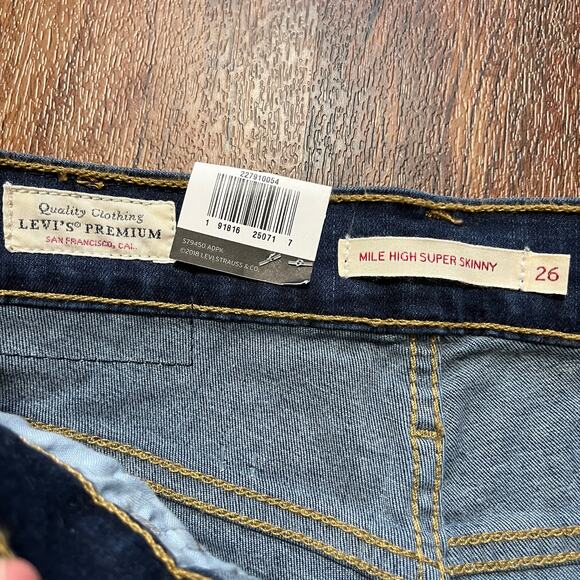 Quality Clothing
LEVI'S® PREMIUM
SAN FRANCISCO, CAL.
227910054
1 91816 25071 7
579450 ADPK
©2018 LEVI STRAUSS & CO.
MILE HIGH SUPER SKINNY
26